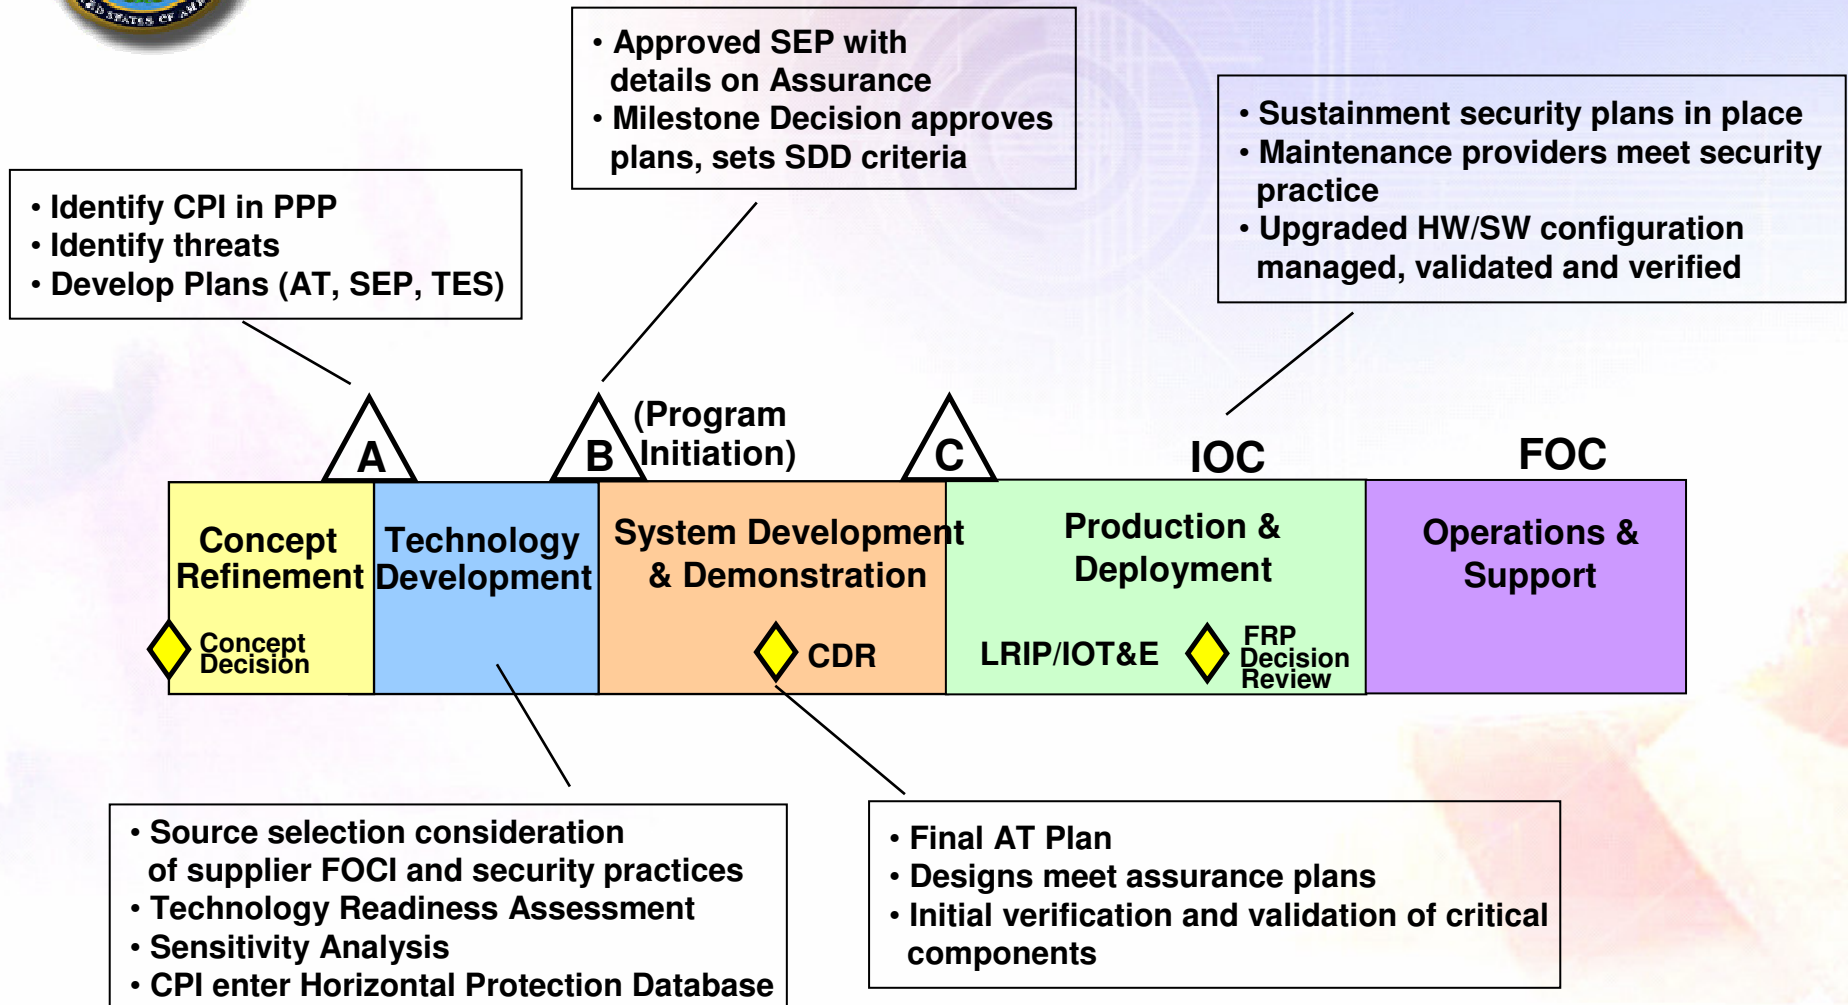 D STATES OF AMER
• Approved SEP with
details on Assurance
• Milestone Decision approves
plans, sets SDD criteria
• Sustainment security plans in place
• Maintenance providers meet security
practice
• Upgraded HW/SW configuration
managed, validated and verified
• Identify CPI in PPP
• Identify threats
• Develop Plans (AT, SEP, TES)
A
B
(Program
Initiation)
C
IOC
FOC
Concept
Refinement
Technology
Development
System Development
& Demonstration
Production &
Deployment
Operations &
Support
Concept
Decision
CDR
LRIP/IOT&E
FRP
Decision
Review
• Source selection consideration
of supplier FOCI and security practices
• Technology Readiness Assessment
• Sensitivity Analysis
• CPI enter Horizontal Protection Database
• Final AT Plan
• Designs meet assurance plans
• Initial verification and validation of critical
components